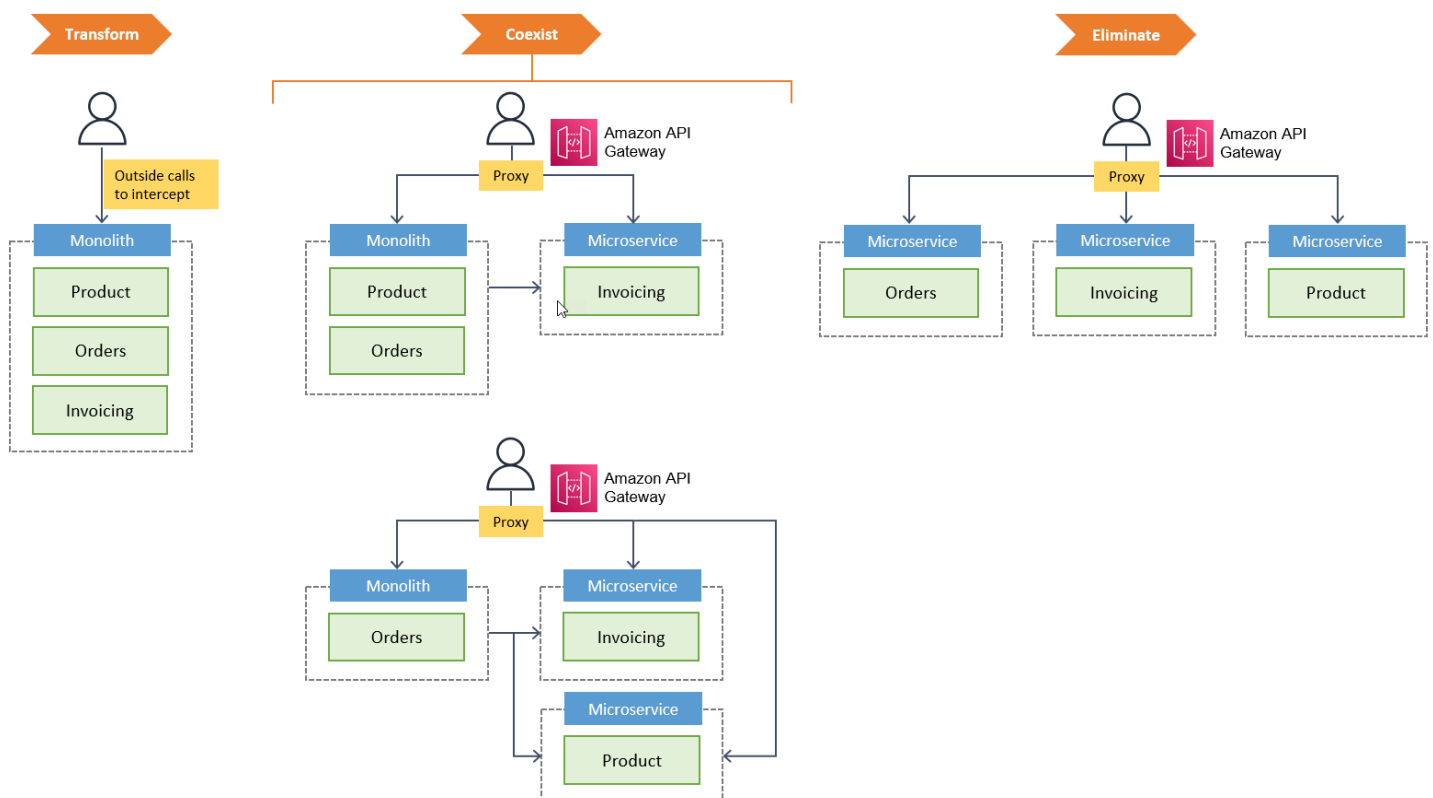 Transform
Coexist
Eliminate
Outside calls
to intercept
Monolith
Product
Orders
Invoicing
Amazon API
Gateway
Proxy
Monolith
Product
Orders
Microservice
Invoicing
Amazon API
Gateway
Proxy
Monolith
Orders
Microservice
Invoicing
Microservice
Product
Amazon API
Gateway
Proxy
Microservice
Orders
Microservice
Invoicing
Microservice
Product